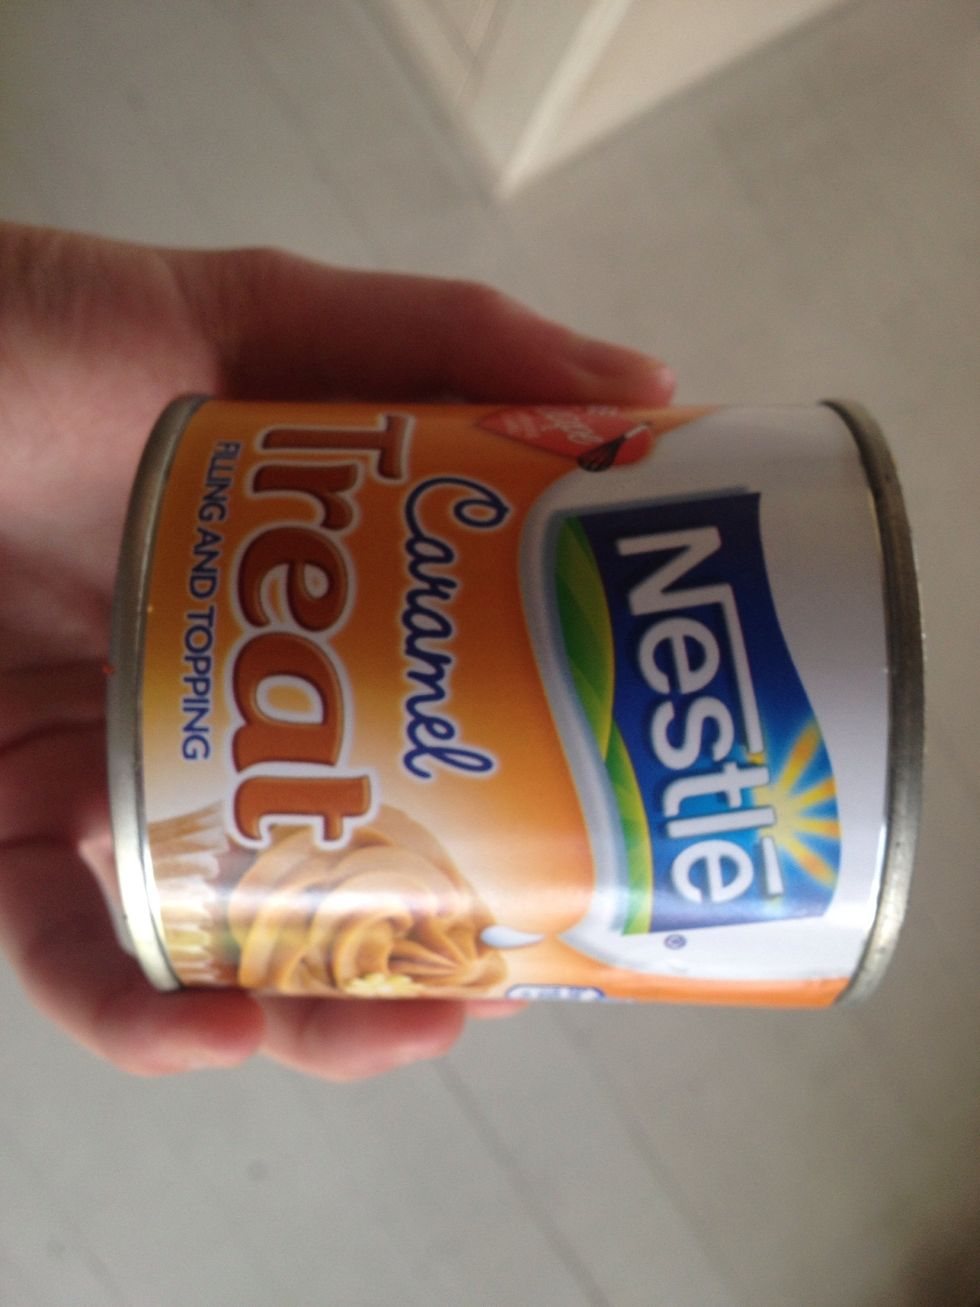 Nestlé
®
Caramel
Treat
FILLING AND TOPPING